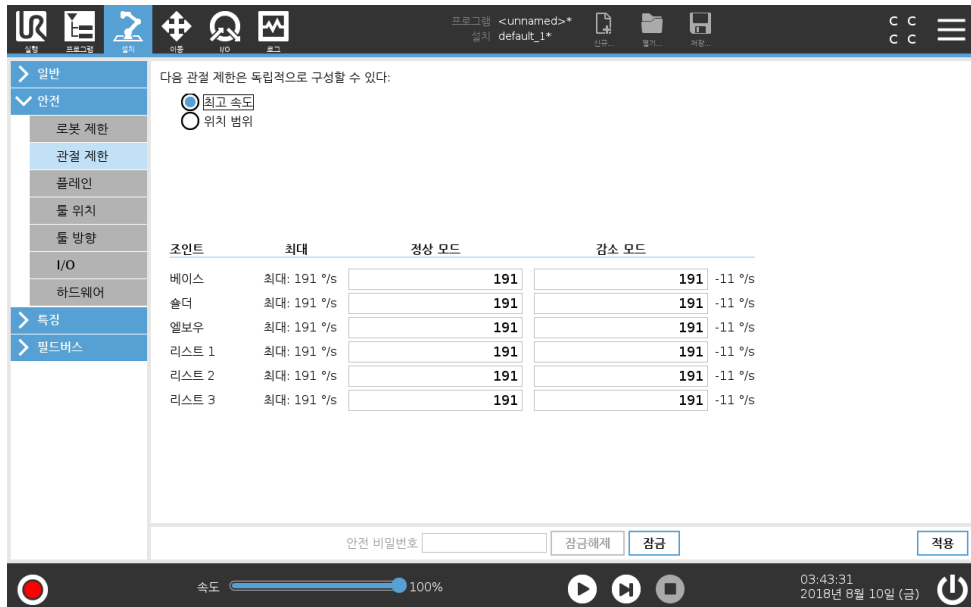 UR
실행 프로그램 설치 이동 I/O 로그
프로그램 <unnamed>*
설치 default_1*
신규... 열기... 저장...
C C
C C
일반
안전
로봇 제한
관절 제한
플레인
툴 위치
툴 방향
I/O
하드웨어
특징
필드버스
다음 관절 제한은 독립적으로 구성할 수 있다:
최고 속도
위치 범위
조인트 최대 정상 모드 감소 모드
베이스 최대: 191 °/s 191 191 -11 °/s
숄더 최대: 191 °/s 191 191 -11 °/s
엘보우 최대: 191 °/s 191 191 -11 °/s
리스트 1 최대: 191 °/s 191 191 -11 °/s
리스트 2 최대: 191 °/s 191 191 -11 °/s
리스트 3 최대: 191 °/s 191 191 -11 °/s
안전 비밀번호 잠금해제 잠금 적용
속도 100%
03:43:31
2018년 8월 10일 (금)